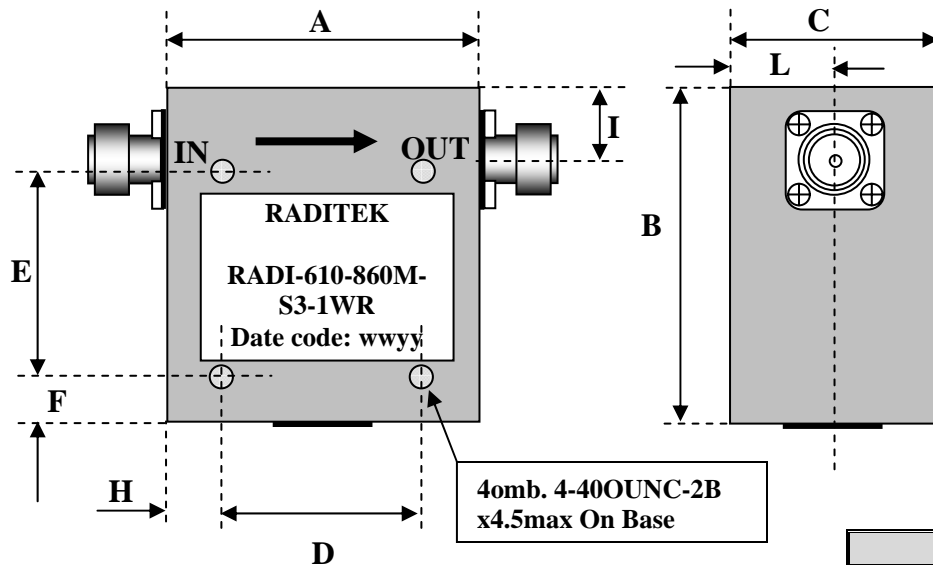 A
C
L
I
IN
OUT
RADITEK
B
E
RADI-610-860M-
S3-1WR
Date code: wwyy
F
H
D
4omb. 4-40OUNC-2B
x4.5max On Base